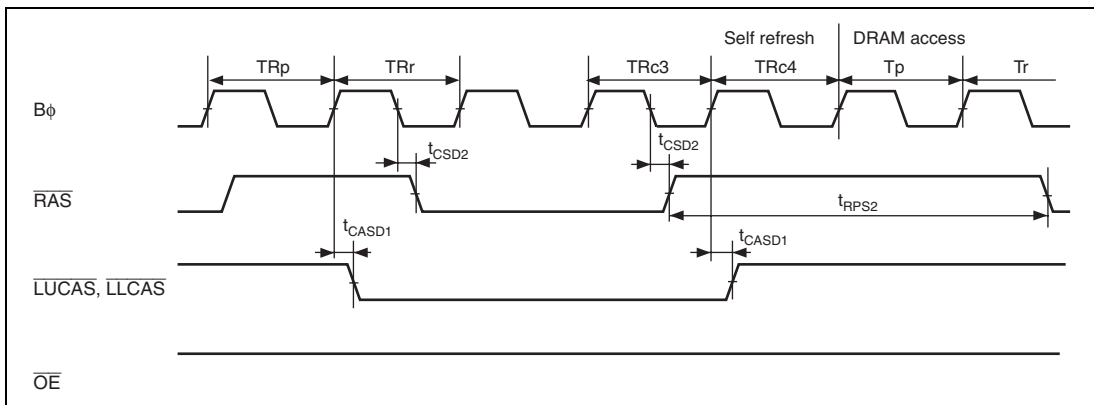 Self refresh DRAM access
TRp TRr TRc3 TRc4 Tp Tr
Bϕ
tCSD2 tCSD2
RAS
tRPS2
tCASD1 tCASD1
LUCAS, LLCAS
OE